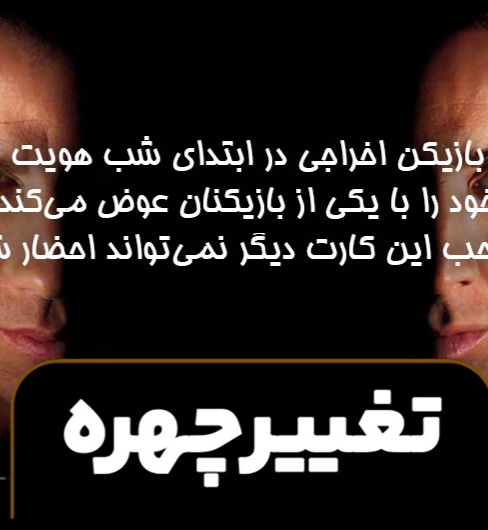 بازیکن اخراجی در ابتدای شب هویت
خود را با یکی از بازیکنان عوض می‌کند
این کارت دیگر نمی‌تواند احضار
تغییرچهره